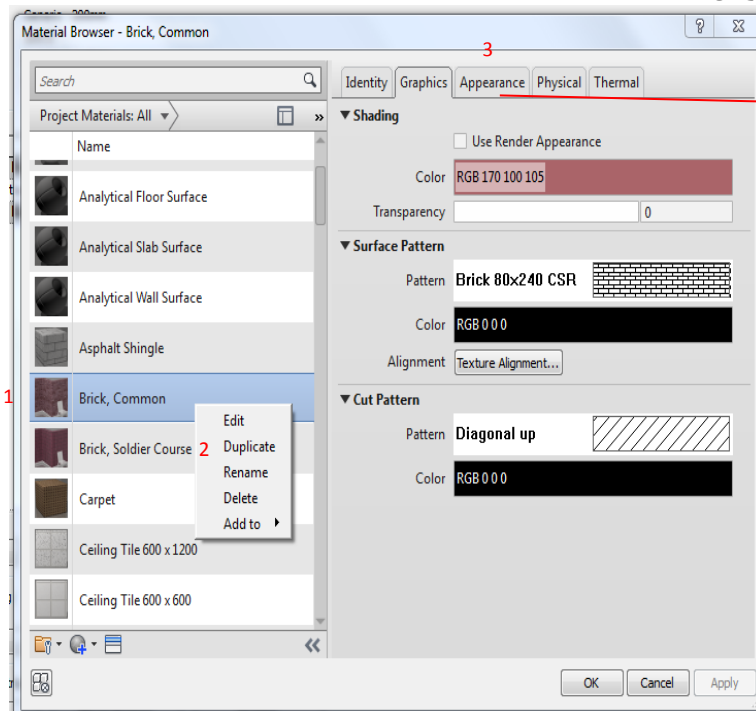 Generic - 200mm
Material Browser - Brick, Common
3
Search
Identity Graphics Appearance Physical Thermal
Project Materials: All
»
Shading
Name
Use Render Appearance
Color RGB 170 100 105
Analytical Floor Surface
Transparency 0
Analytical Slab Surface
Surface Pattern
Pattern Brick 80x240 CSR
Analytical Wall Surface
Color RGB 0 0 0
Asphalt Shingle
Alignment Texture Alignment...
1 Brick, Common
Cut Pattern
Edit
Pattern Diagonal up
Brick, Soldier Course 2 Duplicate
Rename
Color RGB 0 0 0
Carpet
Delete
Add to
Ceiling Tile 600 x 1200
Ceiling Tile 600 x 600
«
OK Cancel Apply